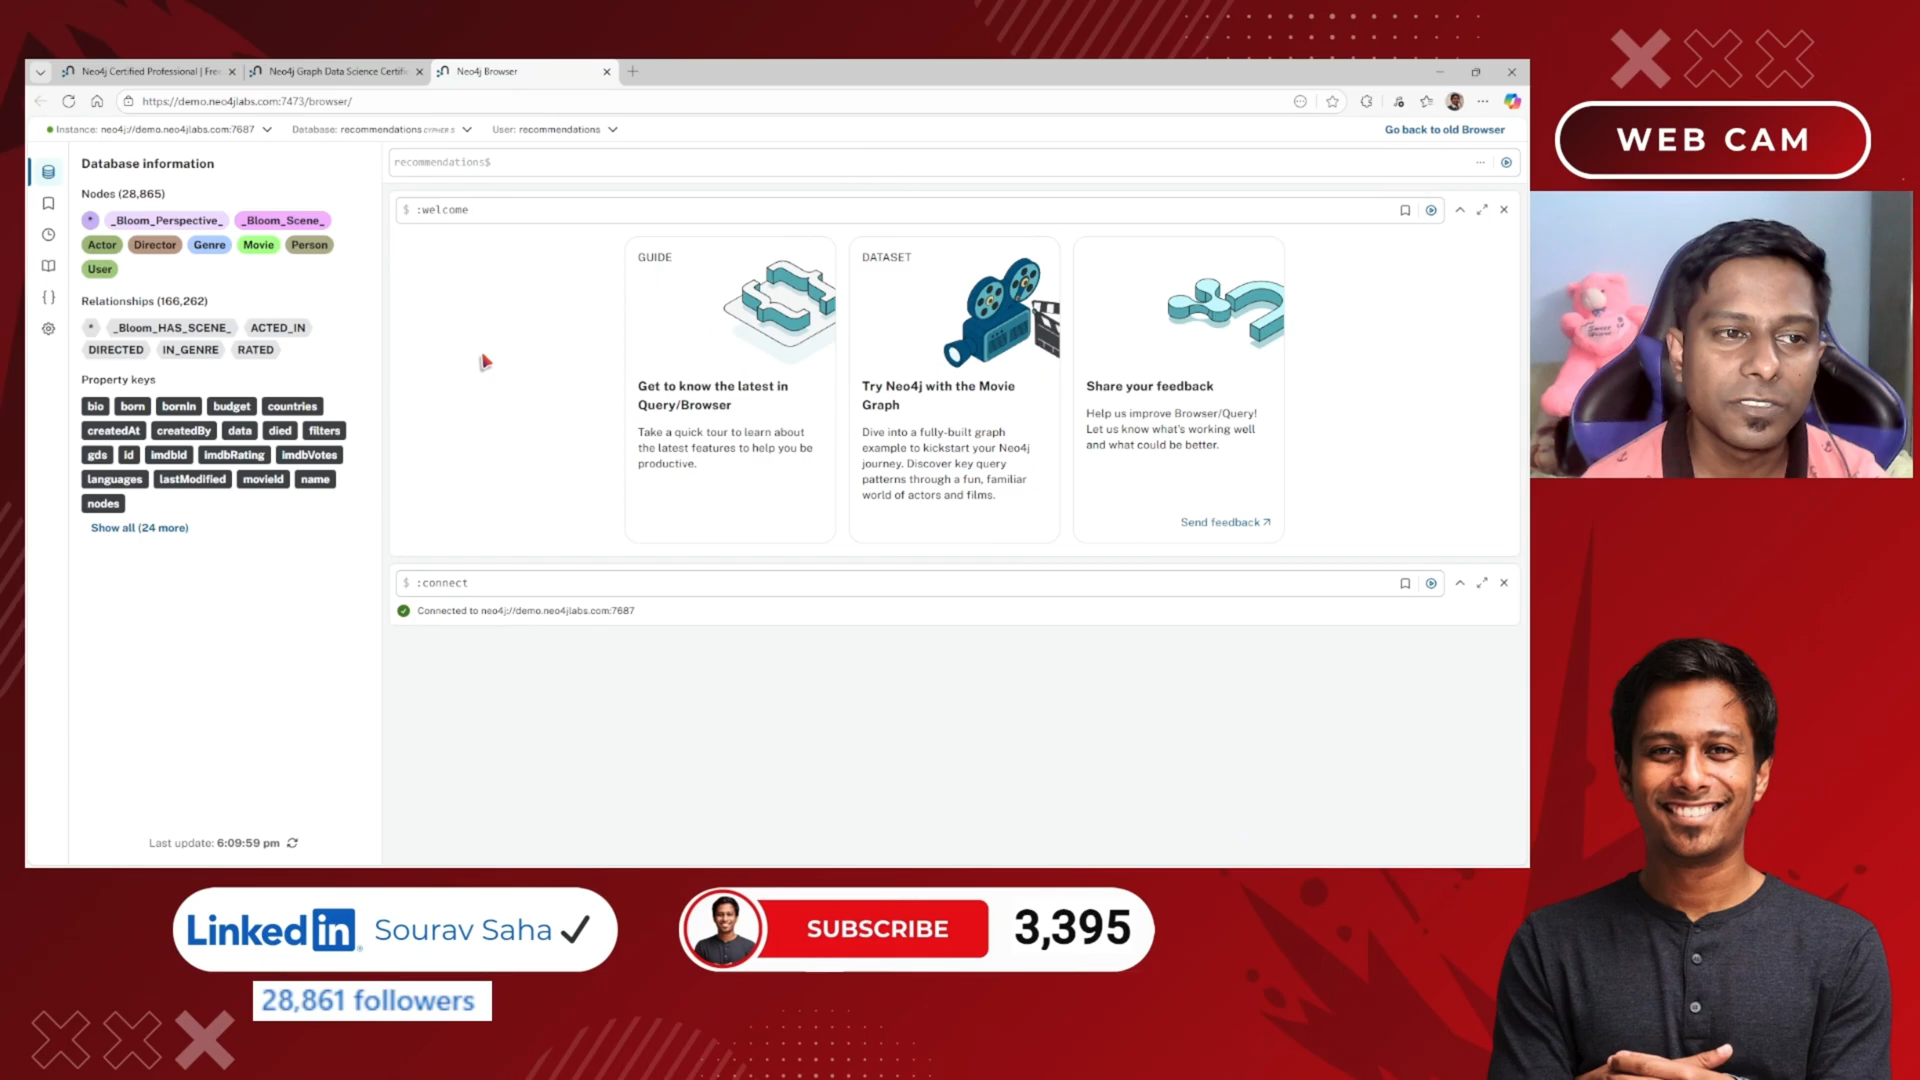 Neo4j Certified Professional | Free
Neo4j Graph Data Science Certifi
Neo4j Browser
https://demo.neo4jlabs.com:7473/browser/
Instance: neo4j://demo.neo4jlabs.com:7687
Database: recommendations CYPHER 5
User: recommendations
Go back to old Browser
Database information
Nodes (28,865)
* _Bloom_Perspective_ _Bloom_Scene_
Actor Director Genre Movie Person
User
Relationships (166,262)
* _Bloom_HAS_SCENE_ ACTED_IN
DIRECTED IN_GENRE RATED
Property keys
bio born bornIn budget countries
createdAt createdBy data died filters
gds id imdbId imdbRating imdbVotes
languages lastModified movieId name
nodes
Show all (24 more)
Last update: 6:09:59 pm
recommendations$
$ :welcome
GUIDE
Get to know the latest in
Query/Browser
Take a quick tour to learn about
the latest features to help you be
productive.
DATASET
Try Neo4j with the Movie
Graph
Dive into a fully-built graph
example to kickstart your Neo4j
journey. Discover key query
patterns through a fun, familiar
world of actors and films.
Share your feedback
Help us improve Browser/Query!
Let us know what's working well
and what could be better.
Send feedback
$ :connect
Connected to neo4j://demo.neo4jlabs.com:7687
WEB CAM
LinkedIn Sourav Saha
28,861 followers
SUBSCRIBE
3,395